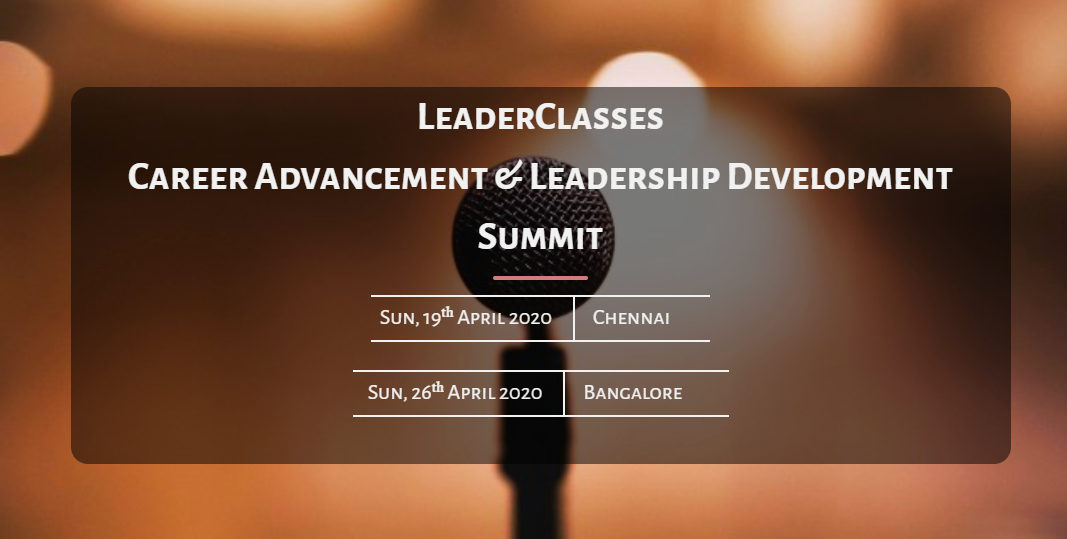 LeaderClasses
Career Advancement & Leadership Development
Summit
Sun, 19th April 2020 Chennai
Sun, 26th April 2020 Bangalore